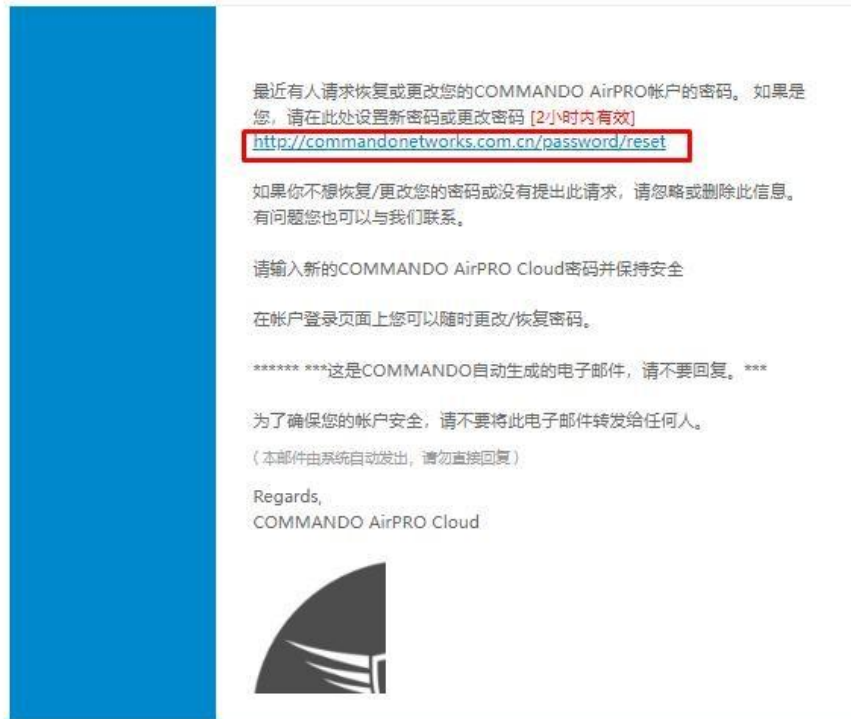 最近有人请求恢复或更改您的COMMANDO AirPRO帐户的密码。 如果是
您，请在此处设置新密码或更改密码 [2小时内有效]
http://commandonetworks.com.cn/password/reset
如果你不想恢复/更改您的密码或没有提出此请求，请忽略或删除此信息。
有问题您也可以与我们联系。
请输入新的COMMANDO AirPRO Cloud密码并保持安全
在帐户登录页面上您可以随时更改/恢复密码。
****** ***这是COMMANDO自动生成的电子邮件，请不要回复。***
为了确保您的帐户安全，请不要将此电子邮件转发给任何人。
（本邮件由系统自动发出，请勿直接回复）
Regards,
COMMANDO AirPRO Cloud